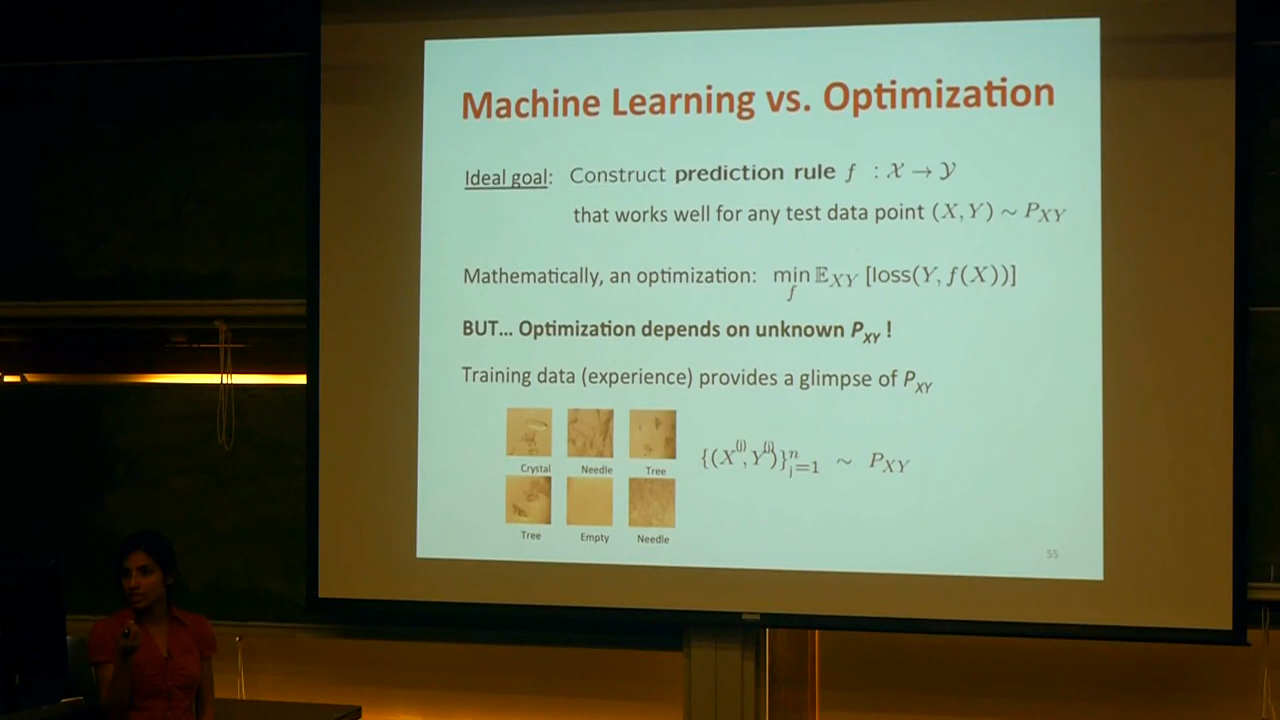 Machine Learning vs. Optimization
Ideal goal: Construct prediction rule f : 𝒳 → 𝒴
that works well for any test data point (X, Y) ~ P_XY
Mathematically, an optimization: min_f 𝔼_XY [loss(Y, f(X))]
BUT... Optimization depends on unknown P_XY !
Training data (experience) provides a glimpse of P_XY
Crystal Needle Tree
{(X^(j), Y^(j))}_{j=1}^n ~ P_XY
Tree Empty Needle
55